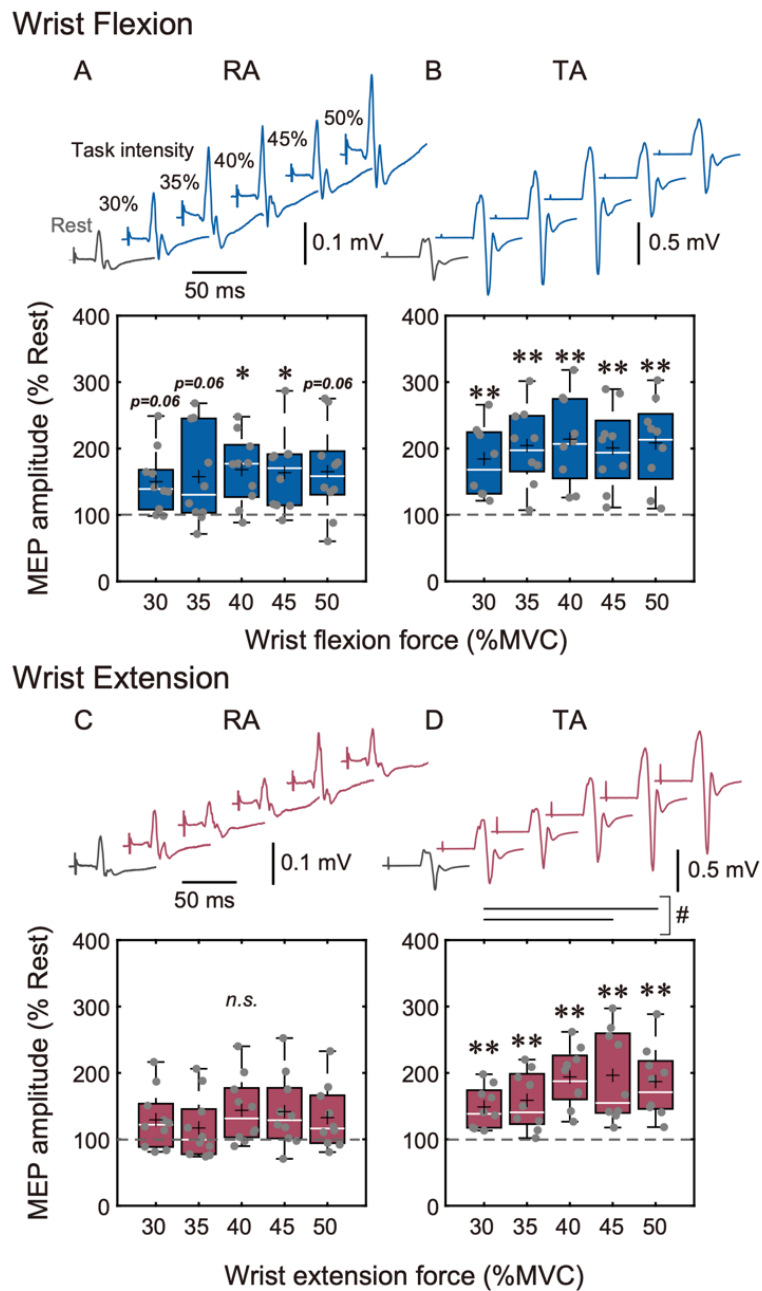 Wrist Flexion
A RA B TA
50%
45%
Task intensity 40%
35%
30%
Rest
0.1 mV 0.5 mV
50 ms
MEP amplitude (% Rest)
400
300
200
100
0
p=0.06 p=0.06 * * p=0.06
30 35 40 45 50
400
300
200
100
0
** ** ** ** **
30 35 40 45 50
Wrist flexion force (%MVC)
Wrist Extension
C RA D TA
0.1 mV 0.5 mV
50 ms
#
MEP amplitude (% Rest)
400
300
200
100
0
n.s.
30 35 40 45 50
400
300
200
100
0
** ** ** ** **
30 35 40 45 50
Wrist extension force (%MVC)